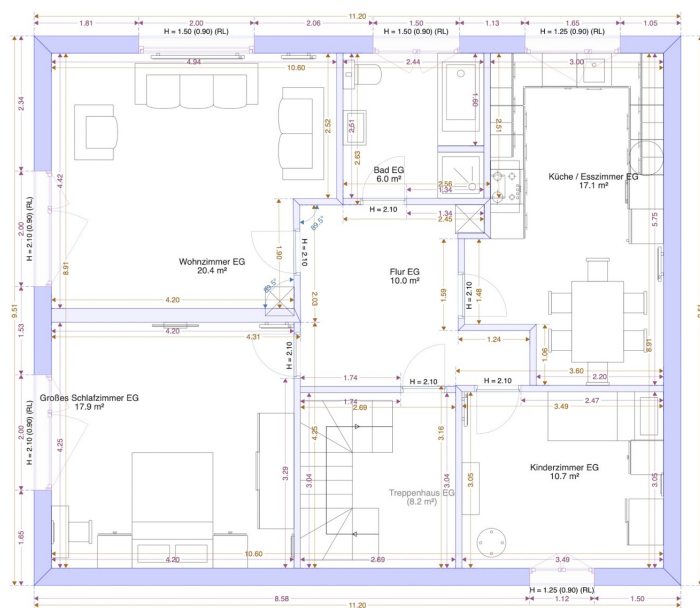 11.20
1.81
2.00
2.06
1.50
1.13
1.65
1.05
H = 1.50 (0.90) (RL)
H = 1.50 (0.90) (RL)
H = 1.25 (0.90) (RL)
4.94
2.44
3.00
10.60
2.34
2.52
2.51
2.63
1.60
2.51
Bad EG
6.0 m²
Küche / Esszimmer EG
17.1 m²
4.42
2.56
1.34
H = 2.10
1.34
2.45
2.00
H = 2.10 (0.90) (RL)
89.5°
1.90
H = 2.10
5.75
8.91
Wohnzimmer EG
20.4 m²
Flur EG
10.0 m²
89.5°
2.03
1.59
1.48
H = 2.10
4.20
9.51
9.51
1.53
4.20
4.31
H = 2.10
1.24
1.06
8.91
3.60
2.20
1.74
H = 2.10
H = 2.10
Großes Schlafzimmer EG
17.9 m²
1.74
2.69
2.47
3.49
2.00
H = 2.10 (0.90) (RL)
4.25
3.29
4.25
3.04
3.16
3.04
3.05
3.05
Kinderzimmer EG
10.7 m²
Treppenhaus EG
(8.2 m²)
1.65
10.60
4.20
2.69
3.49
H = 1.25 (0.90) (RL)
8.58
1.12
1.50
11.20